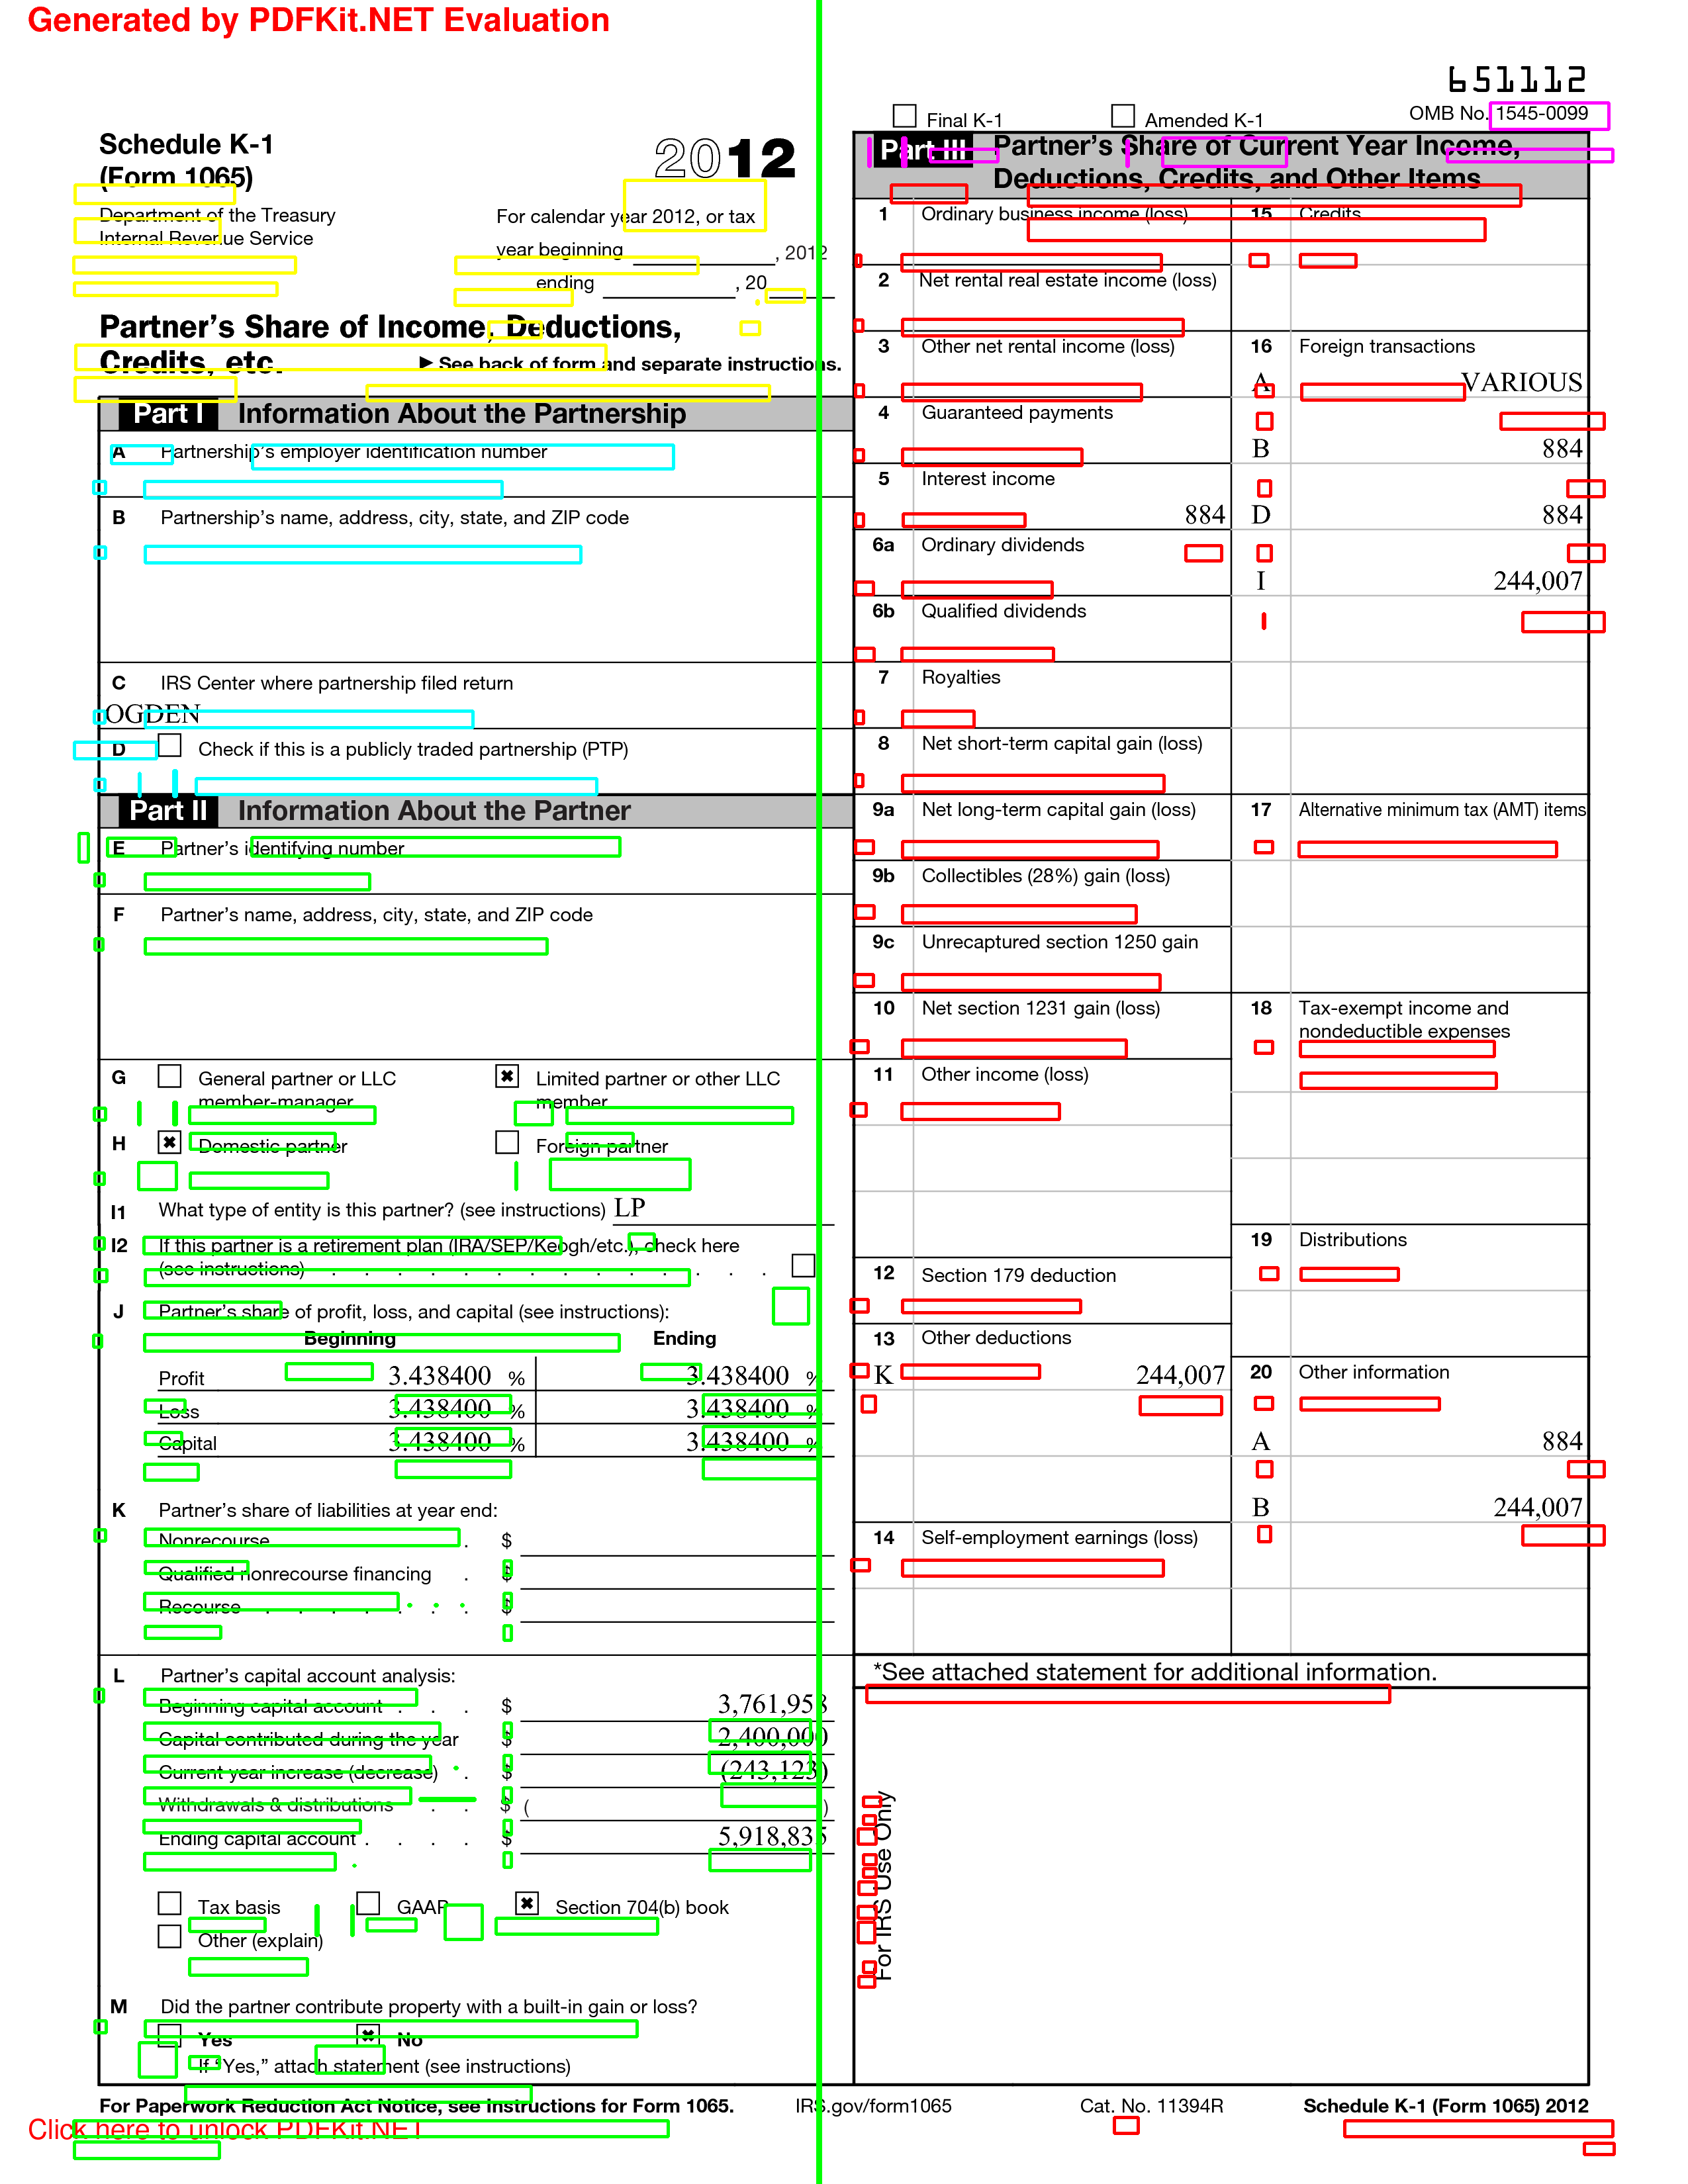 Generated by PDFKit.NET Evaluation
651112
Final K-1 Amended K-1 OMB No. 1545-0099
Schedule K-1
(Form 1065)
2012
Department of the Treasury
Internal Revenue Service
For calendar year 2012, or tax
year beginning , 2012
ending , 20
Partner's Share of Income, Deductions,
Credits, etc. ► See back of form and separate instructions.
Part I Information About the Partnership
A Partnership's employer identification number
B Partnership's name, address, city, state, and ZIP code
C IRS Center where partnership filed return
OGDEN
D Check if this is a publicly traded partnership (PTP)
Part II Information About the Partner
E Partner's identifying number
F Partner's name, address, city, state, and ZIP code
G General partner or LLC
member-manager
Limited partner or other LLC
member
H Domestic partner Foreign partner
I1 What type of entity is this partner? (see instructions) LP
I2 If this partner is a retirement plan (IRA/SEP/Keogh/etc.), check here
(see instructions) . . . . . . . . . . . . . .
J Partner's share of profit, loss, and capital (see instructions):
Beginning Ending
Profit 3.438400 % 3.438400 %
Loss 3.438400 % 3.438400 %
Capital 3.438400 % 3.438400 %
K Partner's share of liabilities at year end:
Nonrecourse . $
Qualified nonrecourse financing . $
Recourse . . . . . . . $
L Partner's capital account analysis:
Beginning capital account . . . $ 3,761,958
Capital contributed during the year $ 2,400,000
Current year increase (decrease) . $ (243,123)
Withdrawals & distributions . . $ ( )
Ending capital account . . . . $ 5,918,835
Tax basis GAAP Section 704(b) book
Other (explain)
M Did the partner contribute property with a built-in gain or loss?
Yes No
If "Yes," attach statement (see instructions)
Part III Partner's Share of Current Year Income,
Deductions, Credits, and Other Items
1 Ordinary business income (loss)
2 Net rental real estate income (loss)
3 Other net rental income (loss)
4 Guaranteed payments
5 Interest income
884
6a Ordinary dividends
6b Qualified dividends
7 Royalties
8 Net short-term capital gain (loss)
9a Net long-term capital gain (loss)
9b Collectibles (28%) gain (loss)
9c Unrecaptured section 1250 gain
10 Net section 1231 gain (loss)
11 Other income (loss)
12 Section 179 deduction
13 Other deductions
K 244,007
14 Self-employment earnings (loss)
15 Credits
16 Foreign transactions
A VARIOUS
B 884
D 884
I 244,007
17 Alternative minimum tax (AMT) items
18 Tax-exempt income and
nondeductible expenses
19 Distributions
20 Other information
A 884
B 244,007
*See attached statement for additional information.
For IRS Use Only
For Paperwork Reduction Act Notice, see Instructions for Form 1065. IRS.gov/form1065 Cat. No. 11394R Schedule K-1 (Form 1065) 2012
Click here to unlock PDFKit.NET